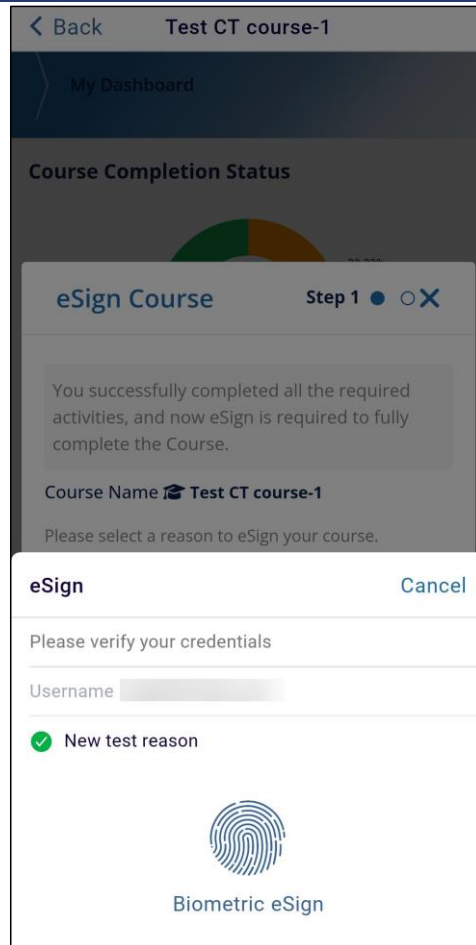 Back Test CT course-1
My Dashboard
Course Completion Status
eSign Course Step 1
You successfully completed all the required
activities, and now eSign is required to fully
complete the Course.
Course Name Test CT course-1
Please select a reason to eSign your course.
eSign Cancel
Please verify your credentials
Username
New test reason
Biometric eSign